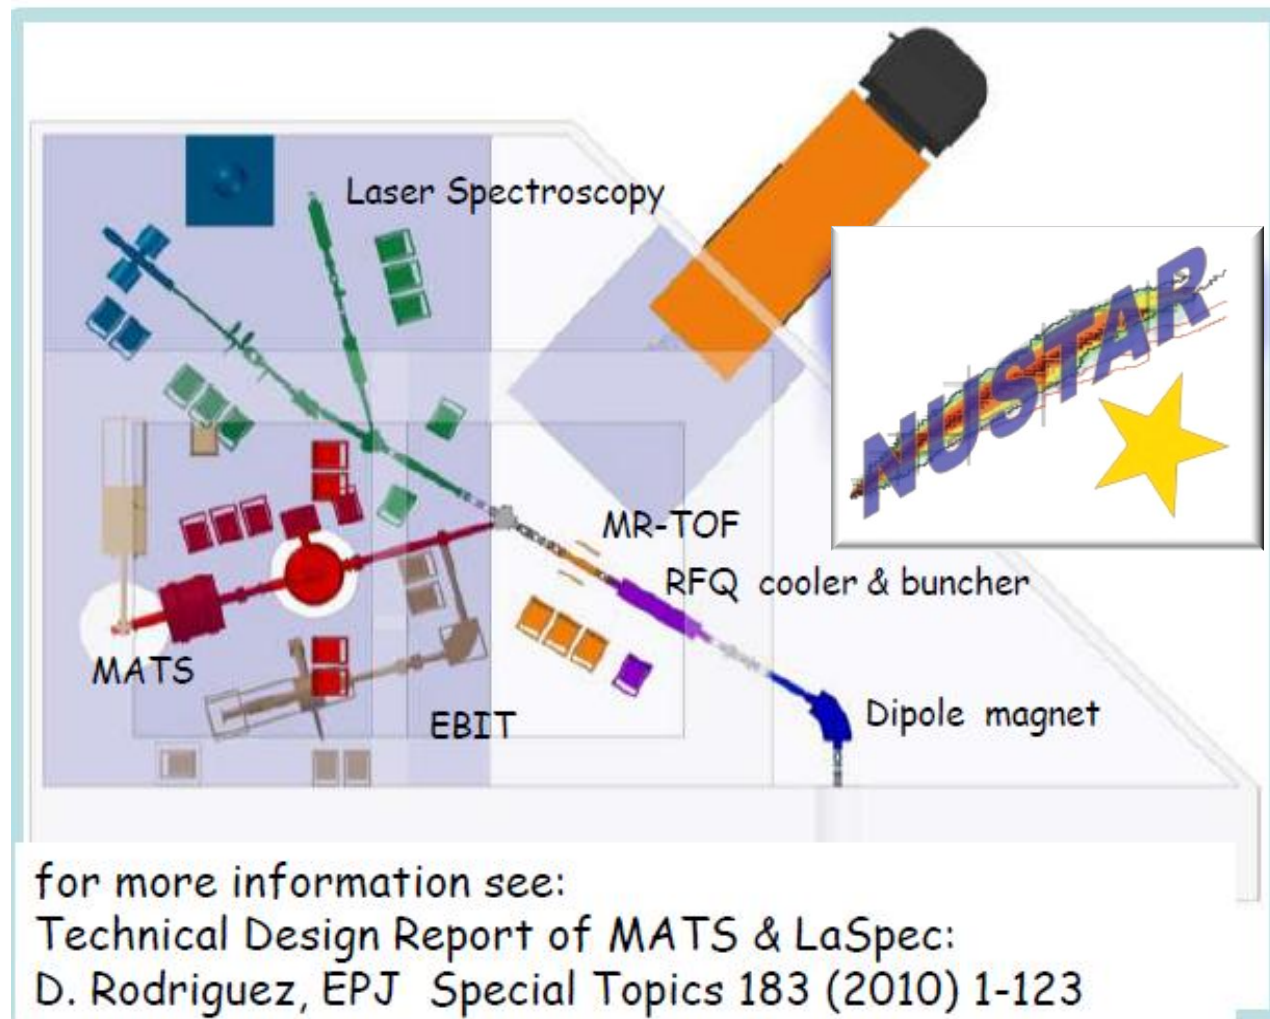 Laser Spectroscopy
NUSTAR
MR-TOF
RFQ cooler & buncher
MATS
EBIT
Dipole magnet
for more information see:
Technical Design Report of MATS & LaSpec:
D. Rodriguez, EPJ Special Topics 183 (2010) 1-123